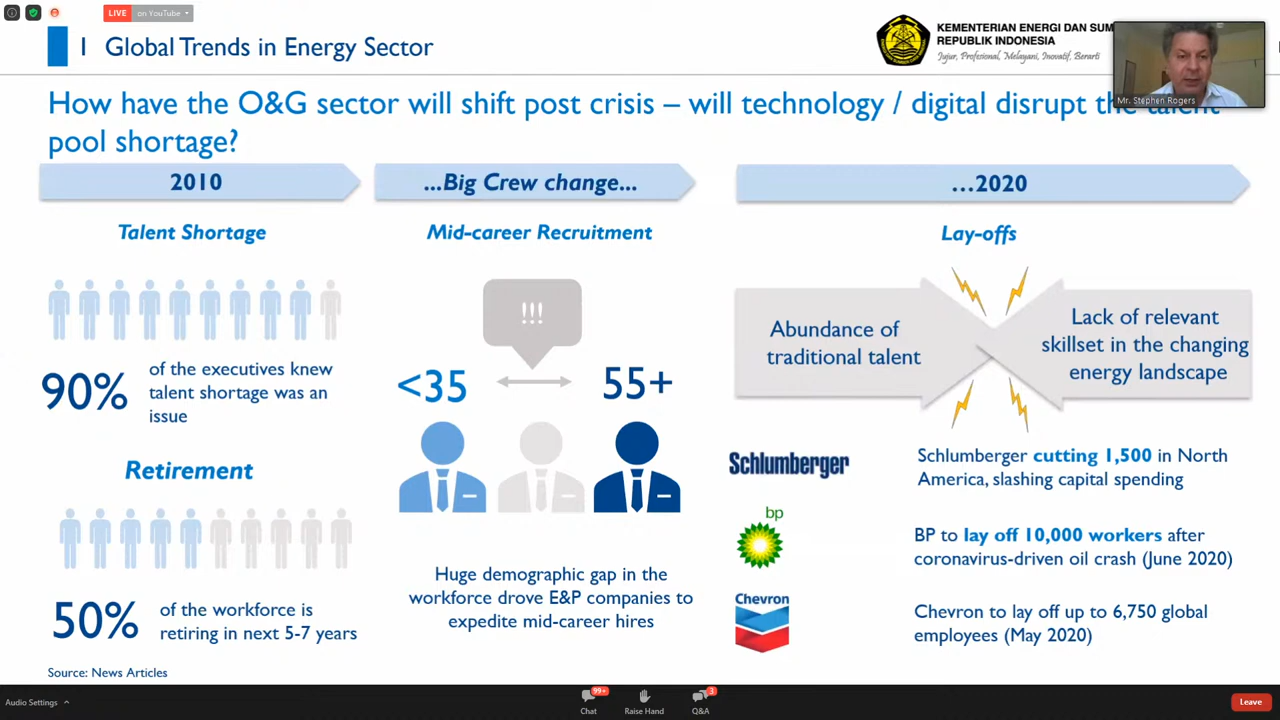 LIVE on YouTube
I Global Trends in Energy Sector
KEMENTERIAN ENERGI DAN SUM
REPUBLIK INDONESIA
Jujur, Profesional, Melayani, Inovatif, Berarti
Mr. Stephen Rogers
How have the O&G sector will shift post crisis – will technology / digital disrupt the talent
pool shortage?
2010
...Big Crew change...
...2020
Talent Shortage
Mid-career Recruitment
Lay-offs
90%
of the executives knew
talent shortage was an
issue
Retirement
50%
of the workforce is
retiring in next 5-7 years
!!!
<35
55+
Huge demographic gap in the
workforce drove E&P companies to
expedite mid-career hires
Abundance of
traditional talent
Lack of relevant
skillset in the changing
energy landscape
Schlumberger
Schlumberger cutting 1,500 in North
America, slashing capital spending
bp
BP to lay off 10,000 workers after
coronavirus-driven oil crash (June 2020)
Chevron
Chevron to lay off up to 6,750 global
employees (May 2020)
Source: News Articles
Audio Settings
99+
Chat
Raise Hand
3
Q&A
Leave